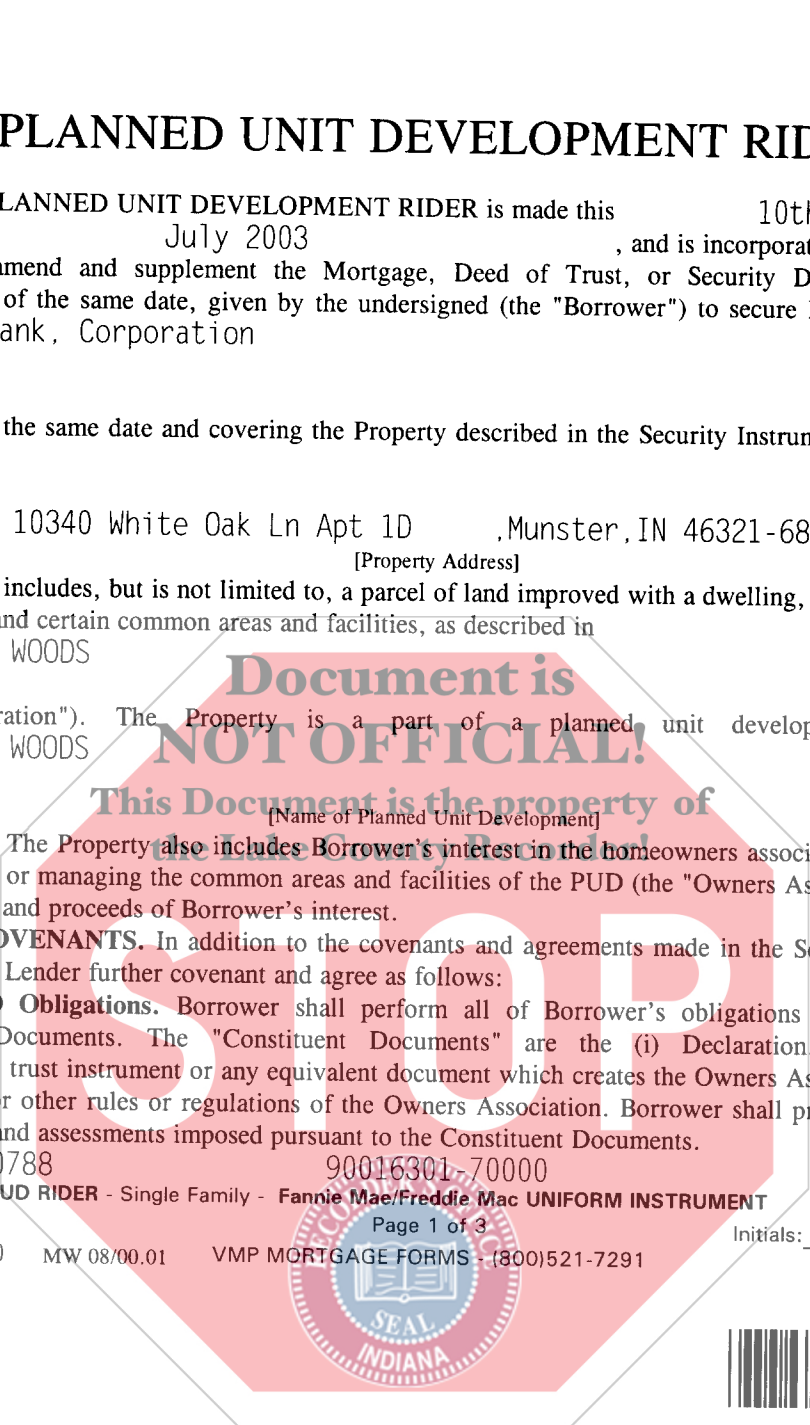 PLANNED UNIT DEVELOPMENT RID
LANNED UNIT DEVELOPMENT RIDER is made this 10th
July 2003 , and is incorporat
mend and supplement the Mortgage, Deed of Trust, or Security D
of the same date, given by the undersigned (the "Borrower") to secure
ank, Corporation
the same date and covering the Property described in the Security Instrum
10340 White Oak Ln Apt 1D ,Munster,IN 46321-68
[Property Address]
includes, but is not limited to, a parcel of land improved with a dwelling,
nd certain common areas and facilities, as described in
WOODS
Document is
ration"). The Property is a part of a planned unit develop
NOT OFFICIAL!
WOODS
This Document is the property of
[Name of Planned Unit Development]
the Lake County Recorder!
The Property also includes Borrower's interest in the homeowners associ
or managing the common areas and facilities of the PUD (the "Owners As
and proceeds of Borrower's interest.
OVENANTS. In addition to the covenants and agreements made in the Se
Lender further covenant and agree as follows:
Obligations. Borrower shall perform all of Borrower's obligations
Documents. The "Constituent Documents" are the (i) Declaration
STOP
trust instrument or any equivalent document which creates the Owners As
r other rules or regulations of the Owners Association. Borrower shall pr
nd assessments imposed pursuant to the Constituent Documents.
0788 90016301-70000
UD RIDER - Single Family - Fannie Mae/Freddie Mac UNIFORM INSTRUMENT
Page 1 of 3
Initials:
MW 08/00.01 VMP MORTGAGE FORMS - (800)521-7291
SEAL
INDIANA